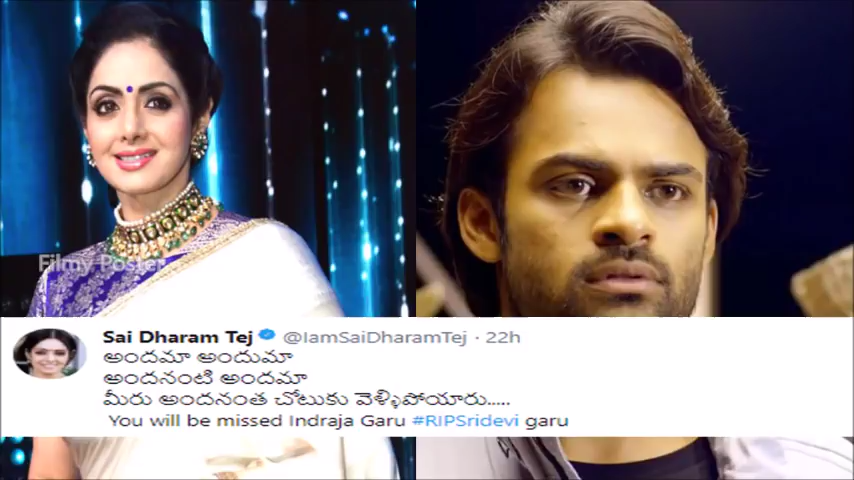 Filmy Poster
Sai Dharam Tej @IamSaiDharamTej · 22h
అందమా అందుమా
అందనంటి అందమా
మీరు అందనంత చోటుకు వెళ్ళిపోయారు.....
You will be missed Indraja Garu #RIPSridevi garu